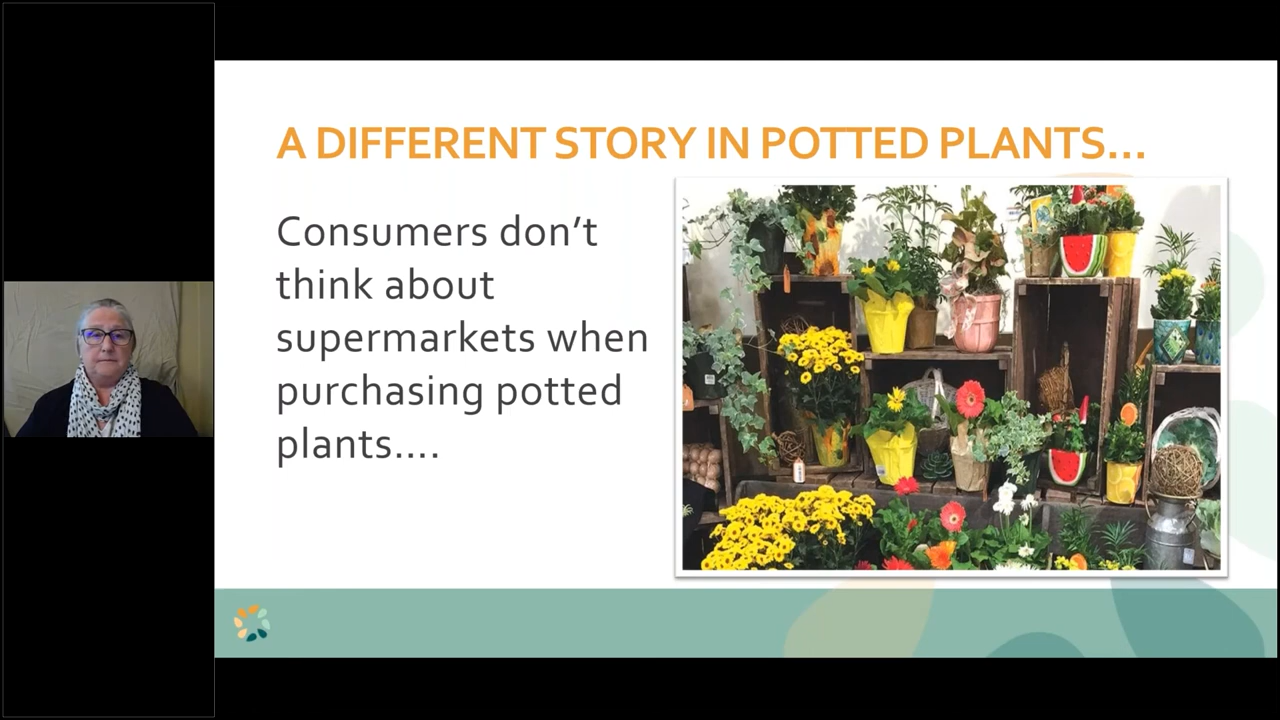 A DIFFERENT STORY IN POTTED PLANTS...
Consumers don’t
think about
supermarkets when
purchasing potted
plants....